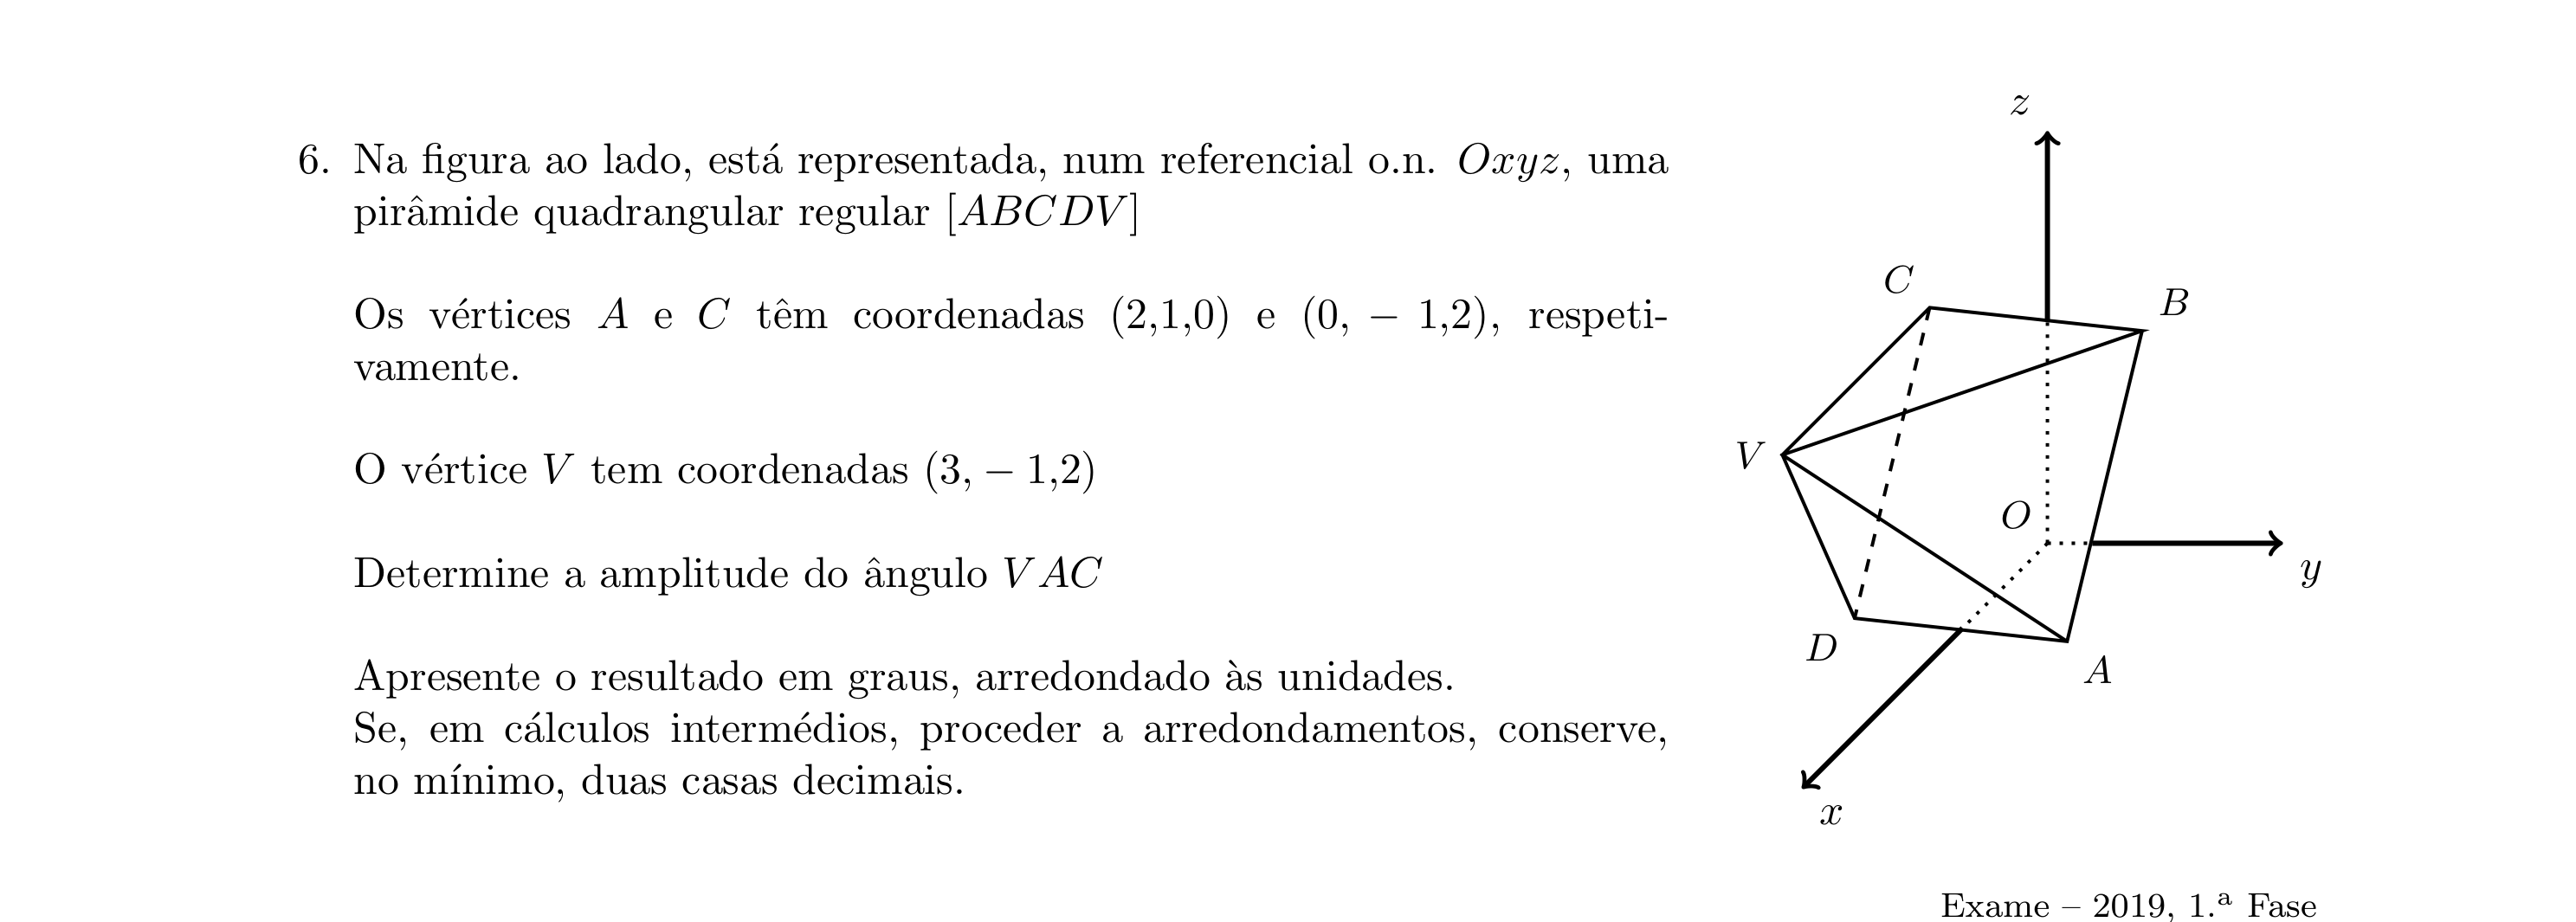 6. Na figura ao lado, está representada, num referencial o.n. Oxyz, uma
pirâmide quadrangular regular [ABCDV]
Os vértices A e C têm coordenadas (2,1,0) e (0, − 1,2), respeti-
vamente.
O vértice V tem coordenadas (3, − 1,2)
Determine a amplitude do ângulo VAC
Apresente o resultado em graus, arredondado às unidades.
Se, em cálculos intermédios, proceder a arredondamentos, conserve,
no mínimo, duas casas decimais.
z
C
B
V
O
y
D
A
x
Exame – 2019, 1.ª Fase